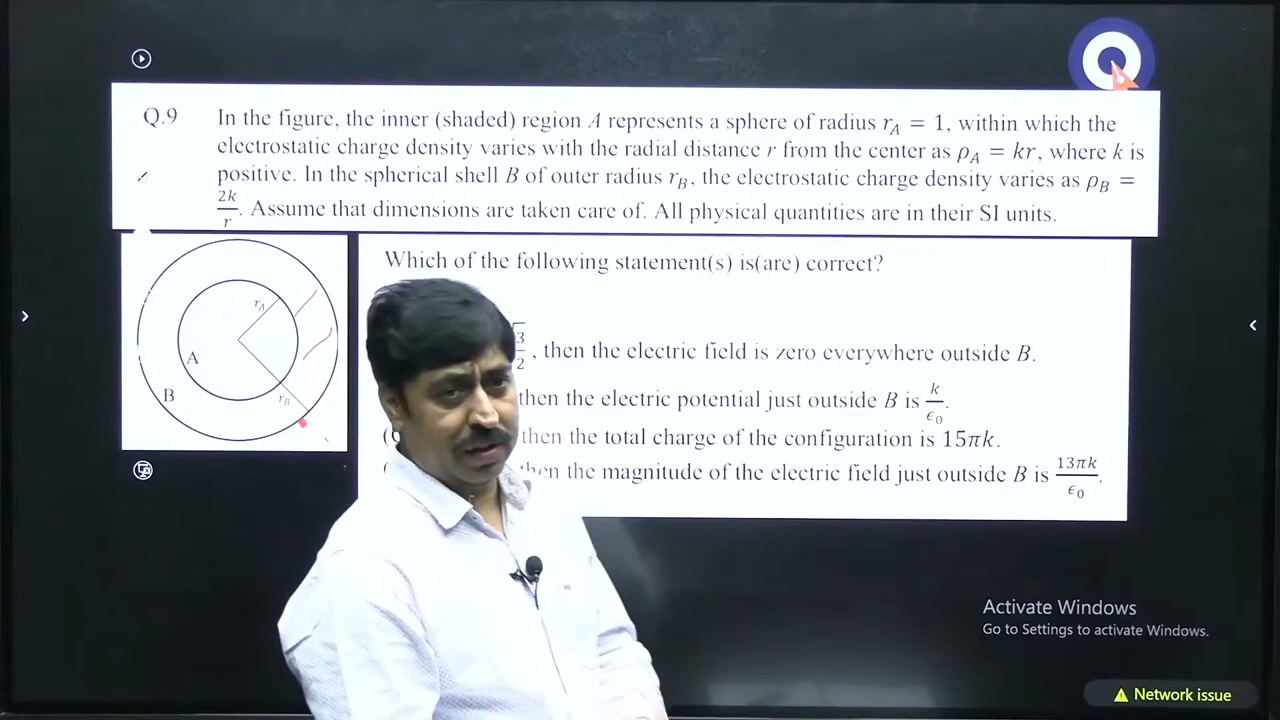 Q.9 In the figure, the inner (shaded) region A represents a sphere of radius r_A = 1, within which the
electrostatic charge density varies with the radial distance r from the center as ρ_A = kr, where k is
positive. In the spherical shell B of outer radius r_B, the electrostatic charge density varies as ρ_B =
2k/r. Assume that dimensions are taken care of. All physical quantities are in their SI units.
r_A
A
B
r_B
Which of the following statement(s) is(are) correct?
3/2, then the electric field is zero everywhere outside B.
then the electric potential just outside B is k/ϵ₀.
then the total charge of the configuration is 15πk.
then the magnitude of the electric field just outside B is 13πk/ϵ₀.
Activate Windows
Go to Settings to activate Windows.
Network issue